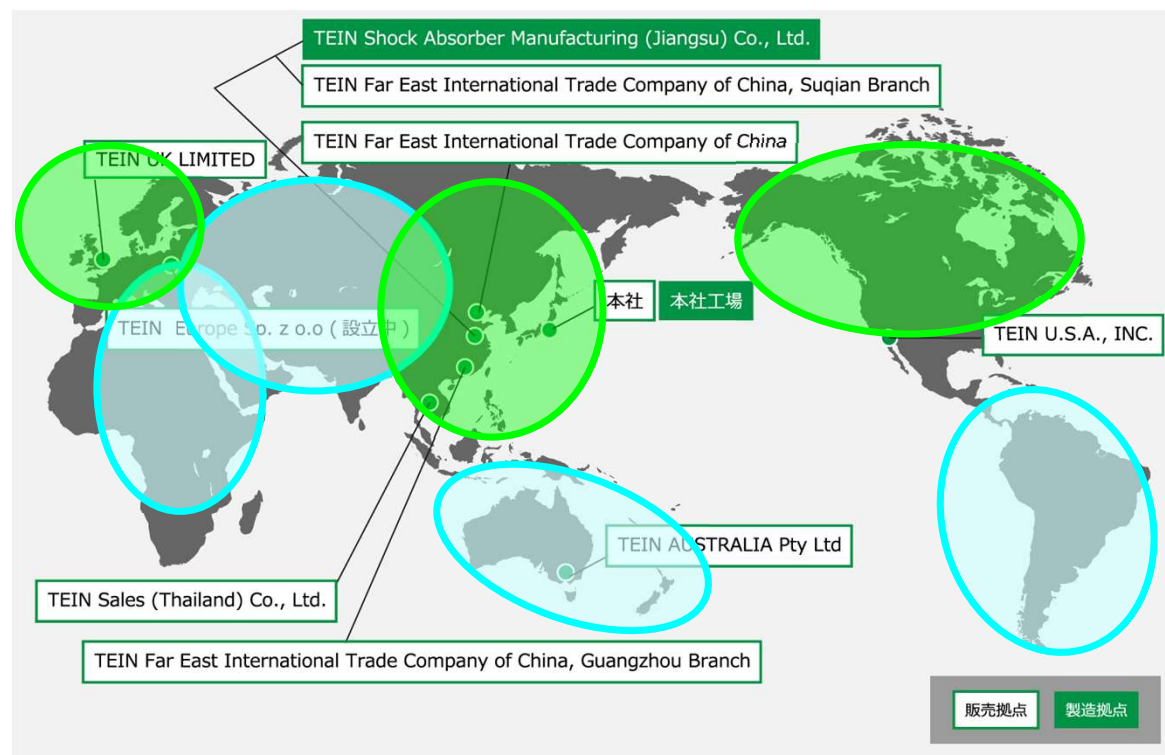 TEIN Shock Absorber Manufacturing (Jiangsu) Co., Ltd.
TEIN Far East International Trade Company of China, Suqian Branch
TEIN Far East International Trade Company of China
TEIN UK LIMITED
本社
本社工場
TEIN Europe Sp. z o.o ( 設立中 )
TEIN U.S.A., INC.
TEIN AUSTRALIA Pty Ltd
TEIN Sales (Thailand) Co., Ltd.
TEIN Far East International Trade Company of China, Guangzhou Branch
販売拠点
製造拠点